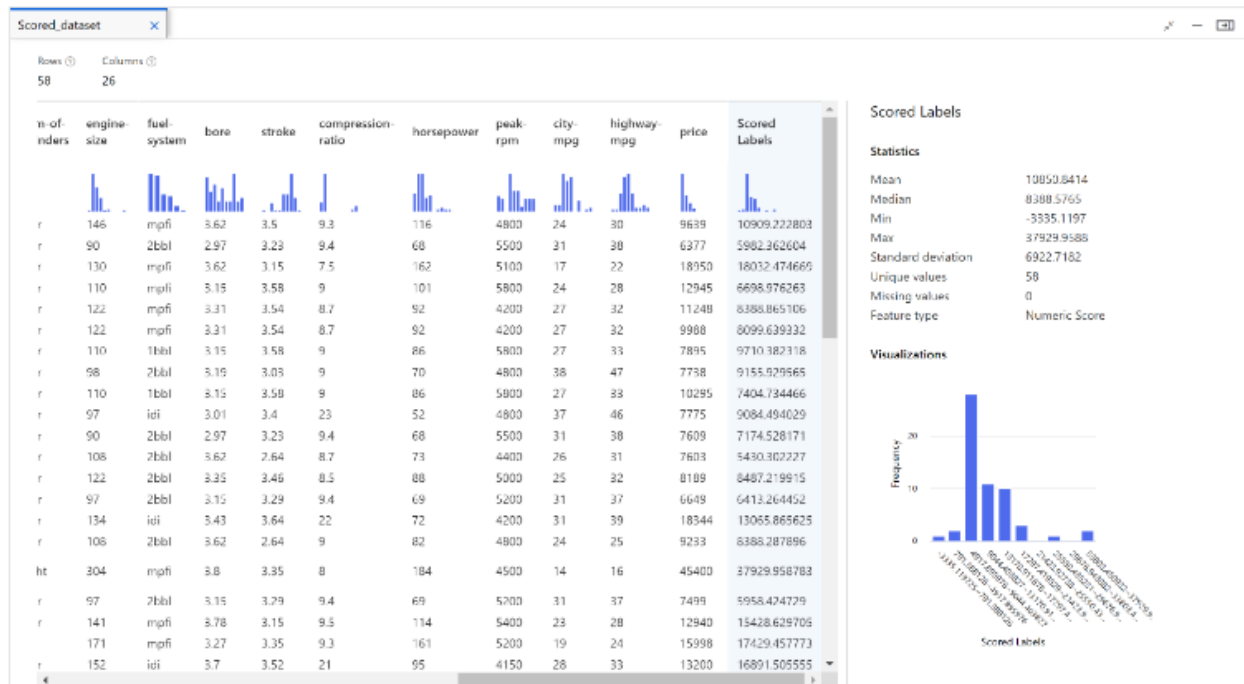 Scored_dataset
Rows Columns
58 26
m-of-nders engine-size fuel-system bore stroke compression-ratio horsepower peak-rpm city-mpg highway-mpg price Scored Labels
r 146 mpfi 3.62 3.5 9.3 116 4800 24 30 9639 10909.222803
r 90 2bbl 2.97 3.23 9.4 68 5500 31 38 6377 5982.362604
r 130 mpfi 3.62 3.15 7.5 162 5100 17 22 18950 18032.474669
r 110 mpfi 3.15 3.58 9 101 5800 24 28 12945 6698.976263
r 122 mpfi 3.31 3.54 8.7 92 4200 27 32 11248 8388.865106
r 122 mpfi 3.31 3.54 8.7 92 4200 27 32 9988 8099.639332
r 110 1bbl 3.15 3.58 9 86 5800 27 33 7895 9710.382318
r 98 2bbl 3.19 3.03 9 70 4800 38 47 7738 9155.929565
r 110 1bbl 3.15 3.58 9 86 5800 27 33 10295 7404.734466
r 97 idi 3.01 3.4 23 52 4800 37 46 7775 9084.494029
r 90 2bbl 2.97 3.23 9.4 68 5500 31 38 7609 7174.528171
r 108 2bbl 3.62 2.64 8.7 73 4400 26 31 7603 5430.302227
r 122 2bbl 3.35 3.46 8.5 88 5000 25 32 8189 8487.219915
r 97 2bbl 3.15 3.29 9.4 69 5200 31 37 6649 6413.264452
r 134 idi 3.43 3.64 22 72 4200 31 39 18344 13065.865625
r 108 2bbl 3.62 2.64 9 82 4800 24 25 9233 8388.287896
ht 304 mpfi 3.8 3.35 8 184 4500 14 16 45400 37929.958783
r 97 2bbl 3.15 3.29 9.4 69 5200 31 37 7499 5958.424729
r 141 mpfi 3.78 3.15 9.5 114 5400 23 28 12940 15428.629705
171 mpfi 3.27 3.35 9.3 161 5200 19 24 15998 17429.457773
r 152 idi 3.7 3.52 21 95 4150 28 33 13200 16891.505555
Scored Labels
Statistics
Mean 10850.8414
Median 8388.5765
Min -3335.1197
Max 37929.9588
Standard deviation 6922.7182
Unique values 58
Missing values 0
Feature type Numeric Score
Visualizations
Frequency
20
10
0
Scored Labels